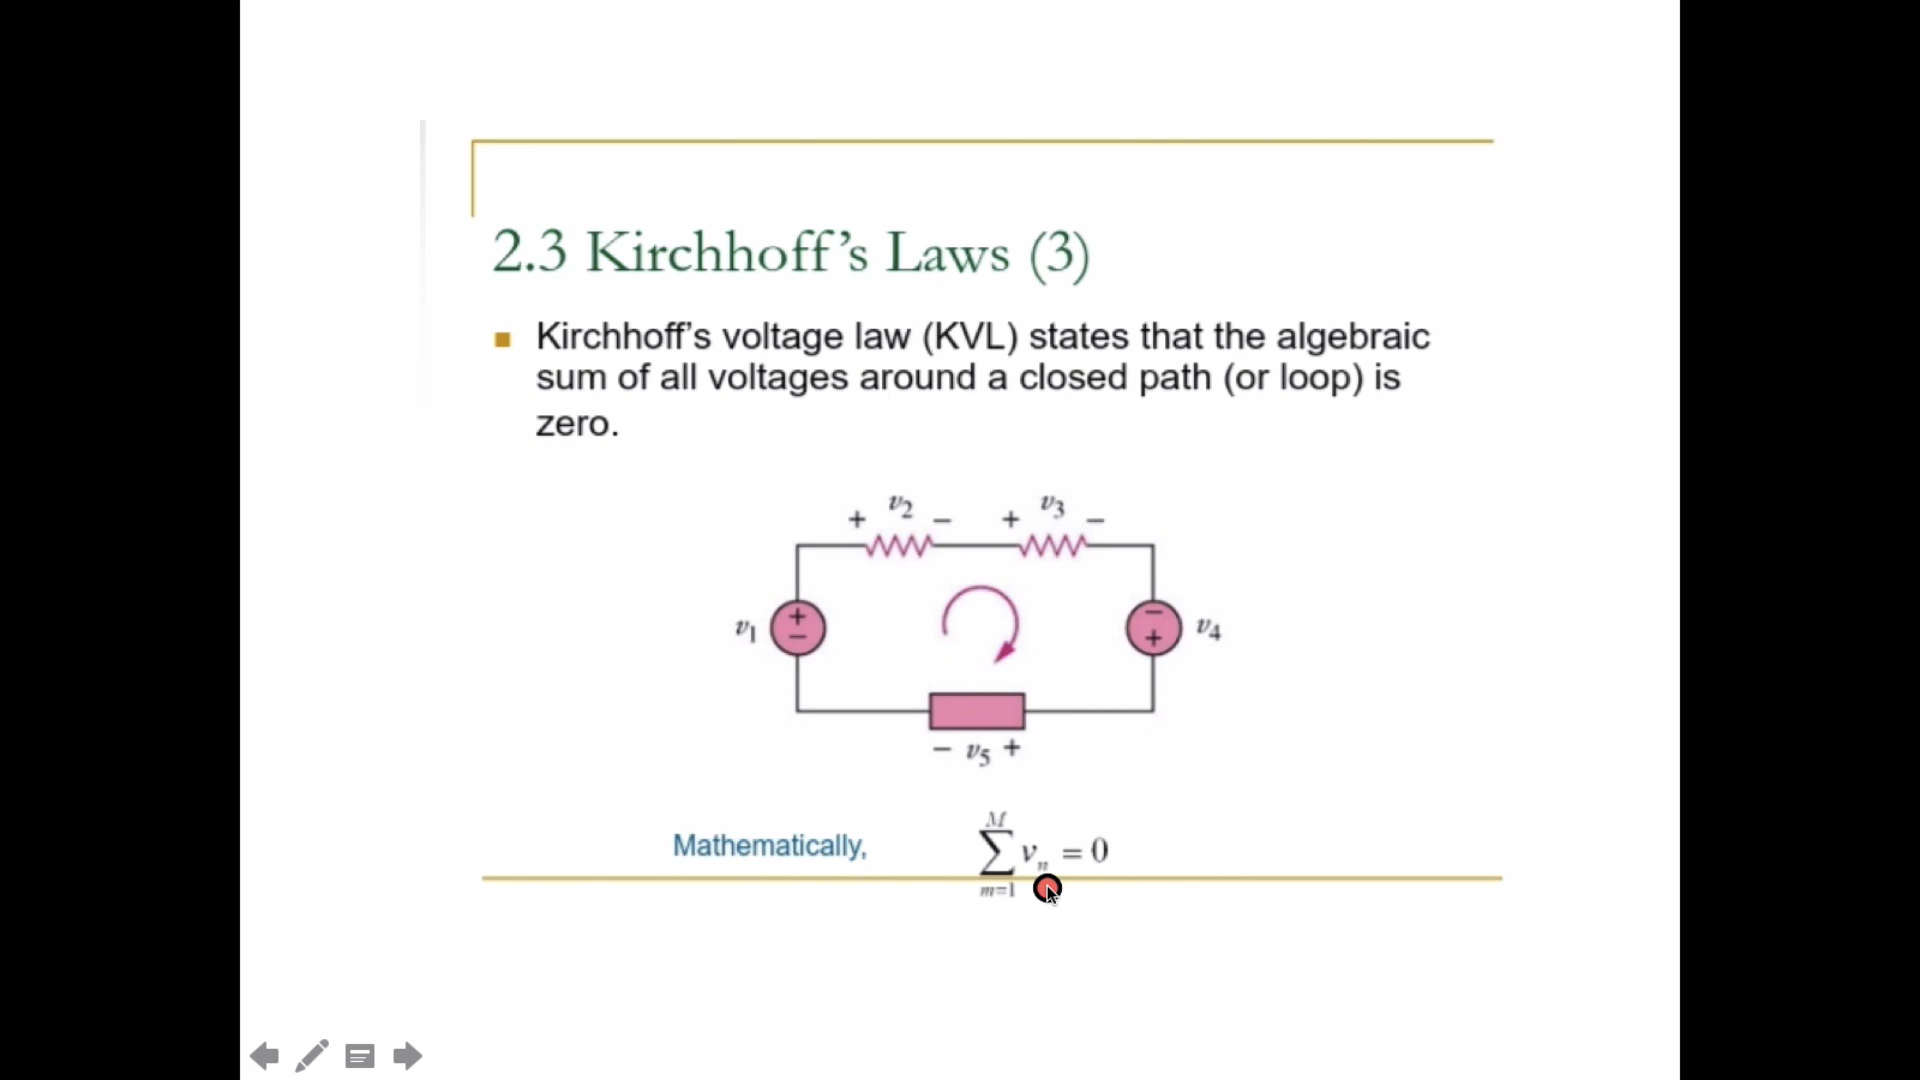 2.3 Kirchhoff's Laws (3)
■ Kirchhoff's voltage law (KVL) states that the algebraic
sum of all voltages around a closed path (or loop) is
zero.
+ v₂ − + v₃ −
v₁ + − − + v₄
− v₅ +
Mathematically, M ∑ m=1 vₙ = 0